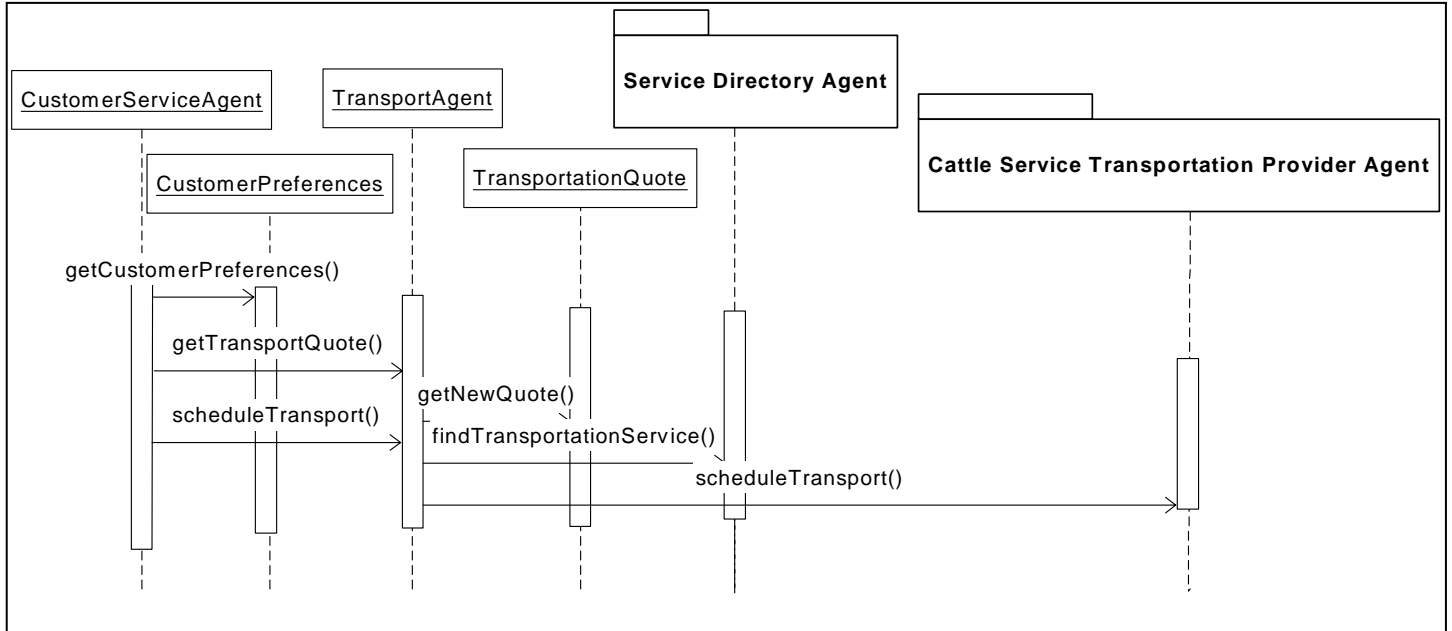 Service Directory Agent
CustomerServiceAgent
TransportAgent
Cattle Service Transportation Provider Agent
CustomerPreferences
TransportationQuote
getCustomerPreferences()
getTransportQuote()
getNewQuote()
scheduleTransport()
findTransportationService()
scheduleTransport()